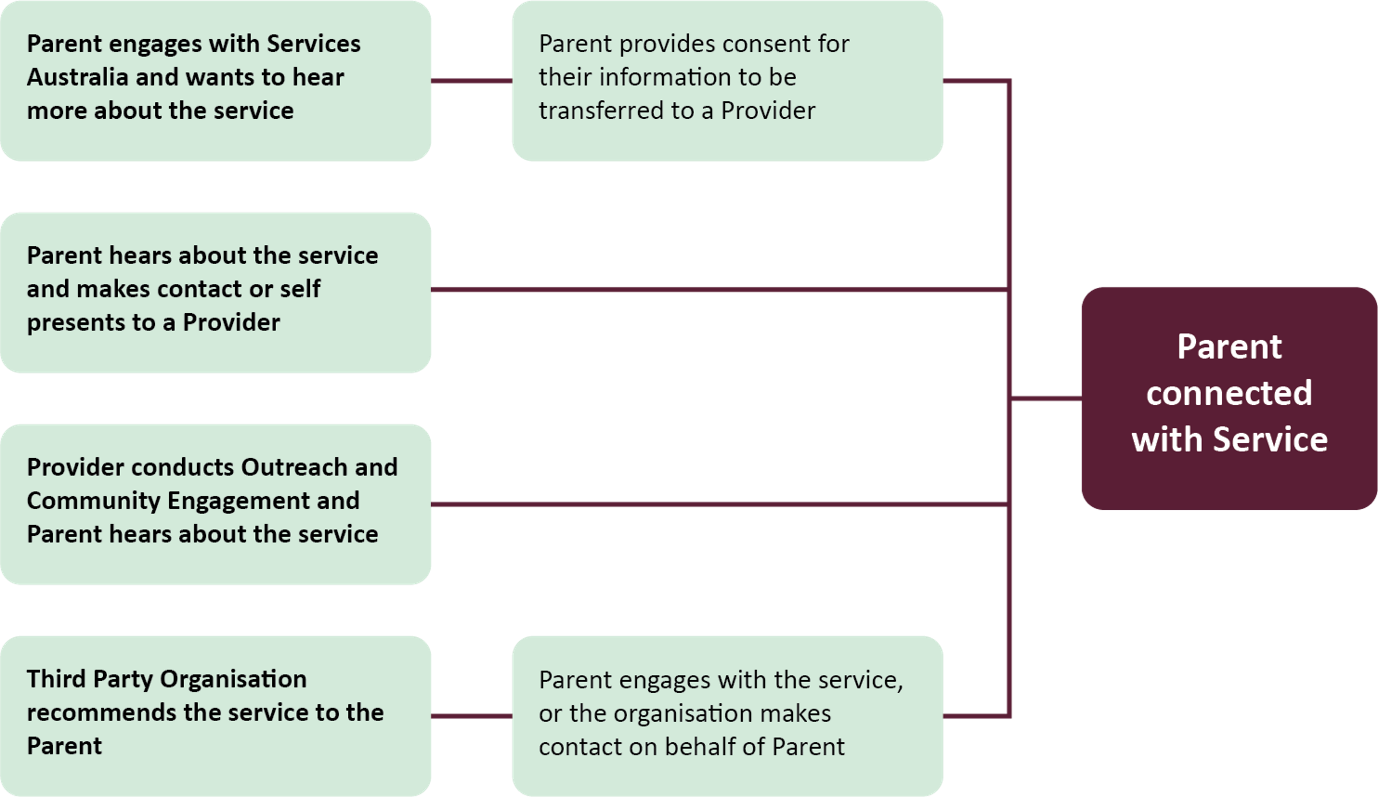 Parent engages with Services
Australia and wants to hear
more about the service
Parent provides consent for
their information to be
transferred to a Provider
Parent hears about the service
and makes contact or self
presents to a Provider
Provider conducts Outreach and
Community Engagement and
Parent hears about the service
Third Party Organisation
recommends the service to the
Parent
Parent engages with the service,
or the organisation makes
contact on behalf of Parent
Parent
connected
with Service